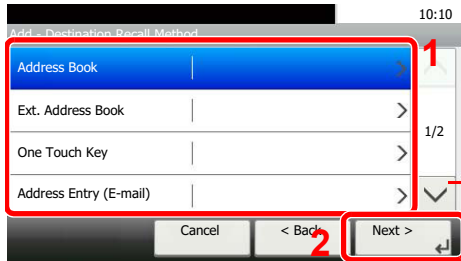 10:10
Add - Destination Recall Method
1
Address Book
Ext. Address Book
1/2
One Touch Key
Address Entry (E-mail)
Cancel
< Back
2
Next >